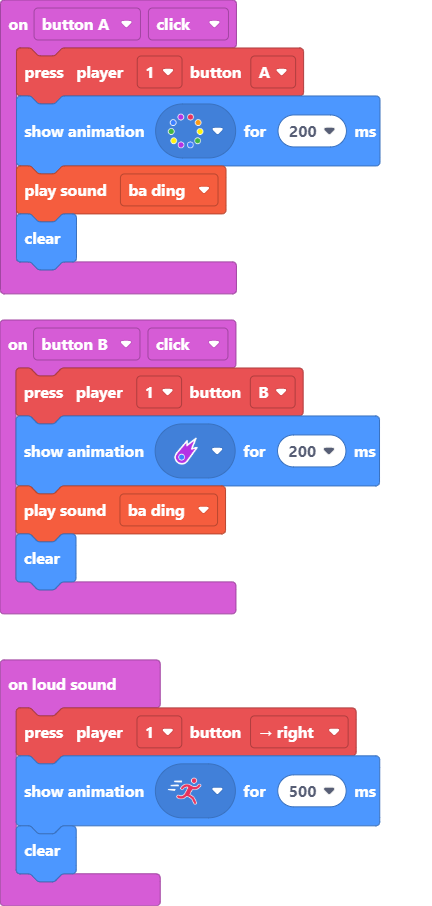 on button A click
press player 1 button A
show animation for 200 ms
play sound ba ding
clear
on button B click
press player 1 button B
show animation for 200 ms
play sound ba ding
clear
on loud sound
press player 1 button → right
show animation for 500 ms
clear